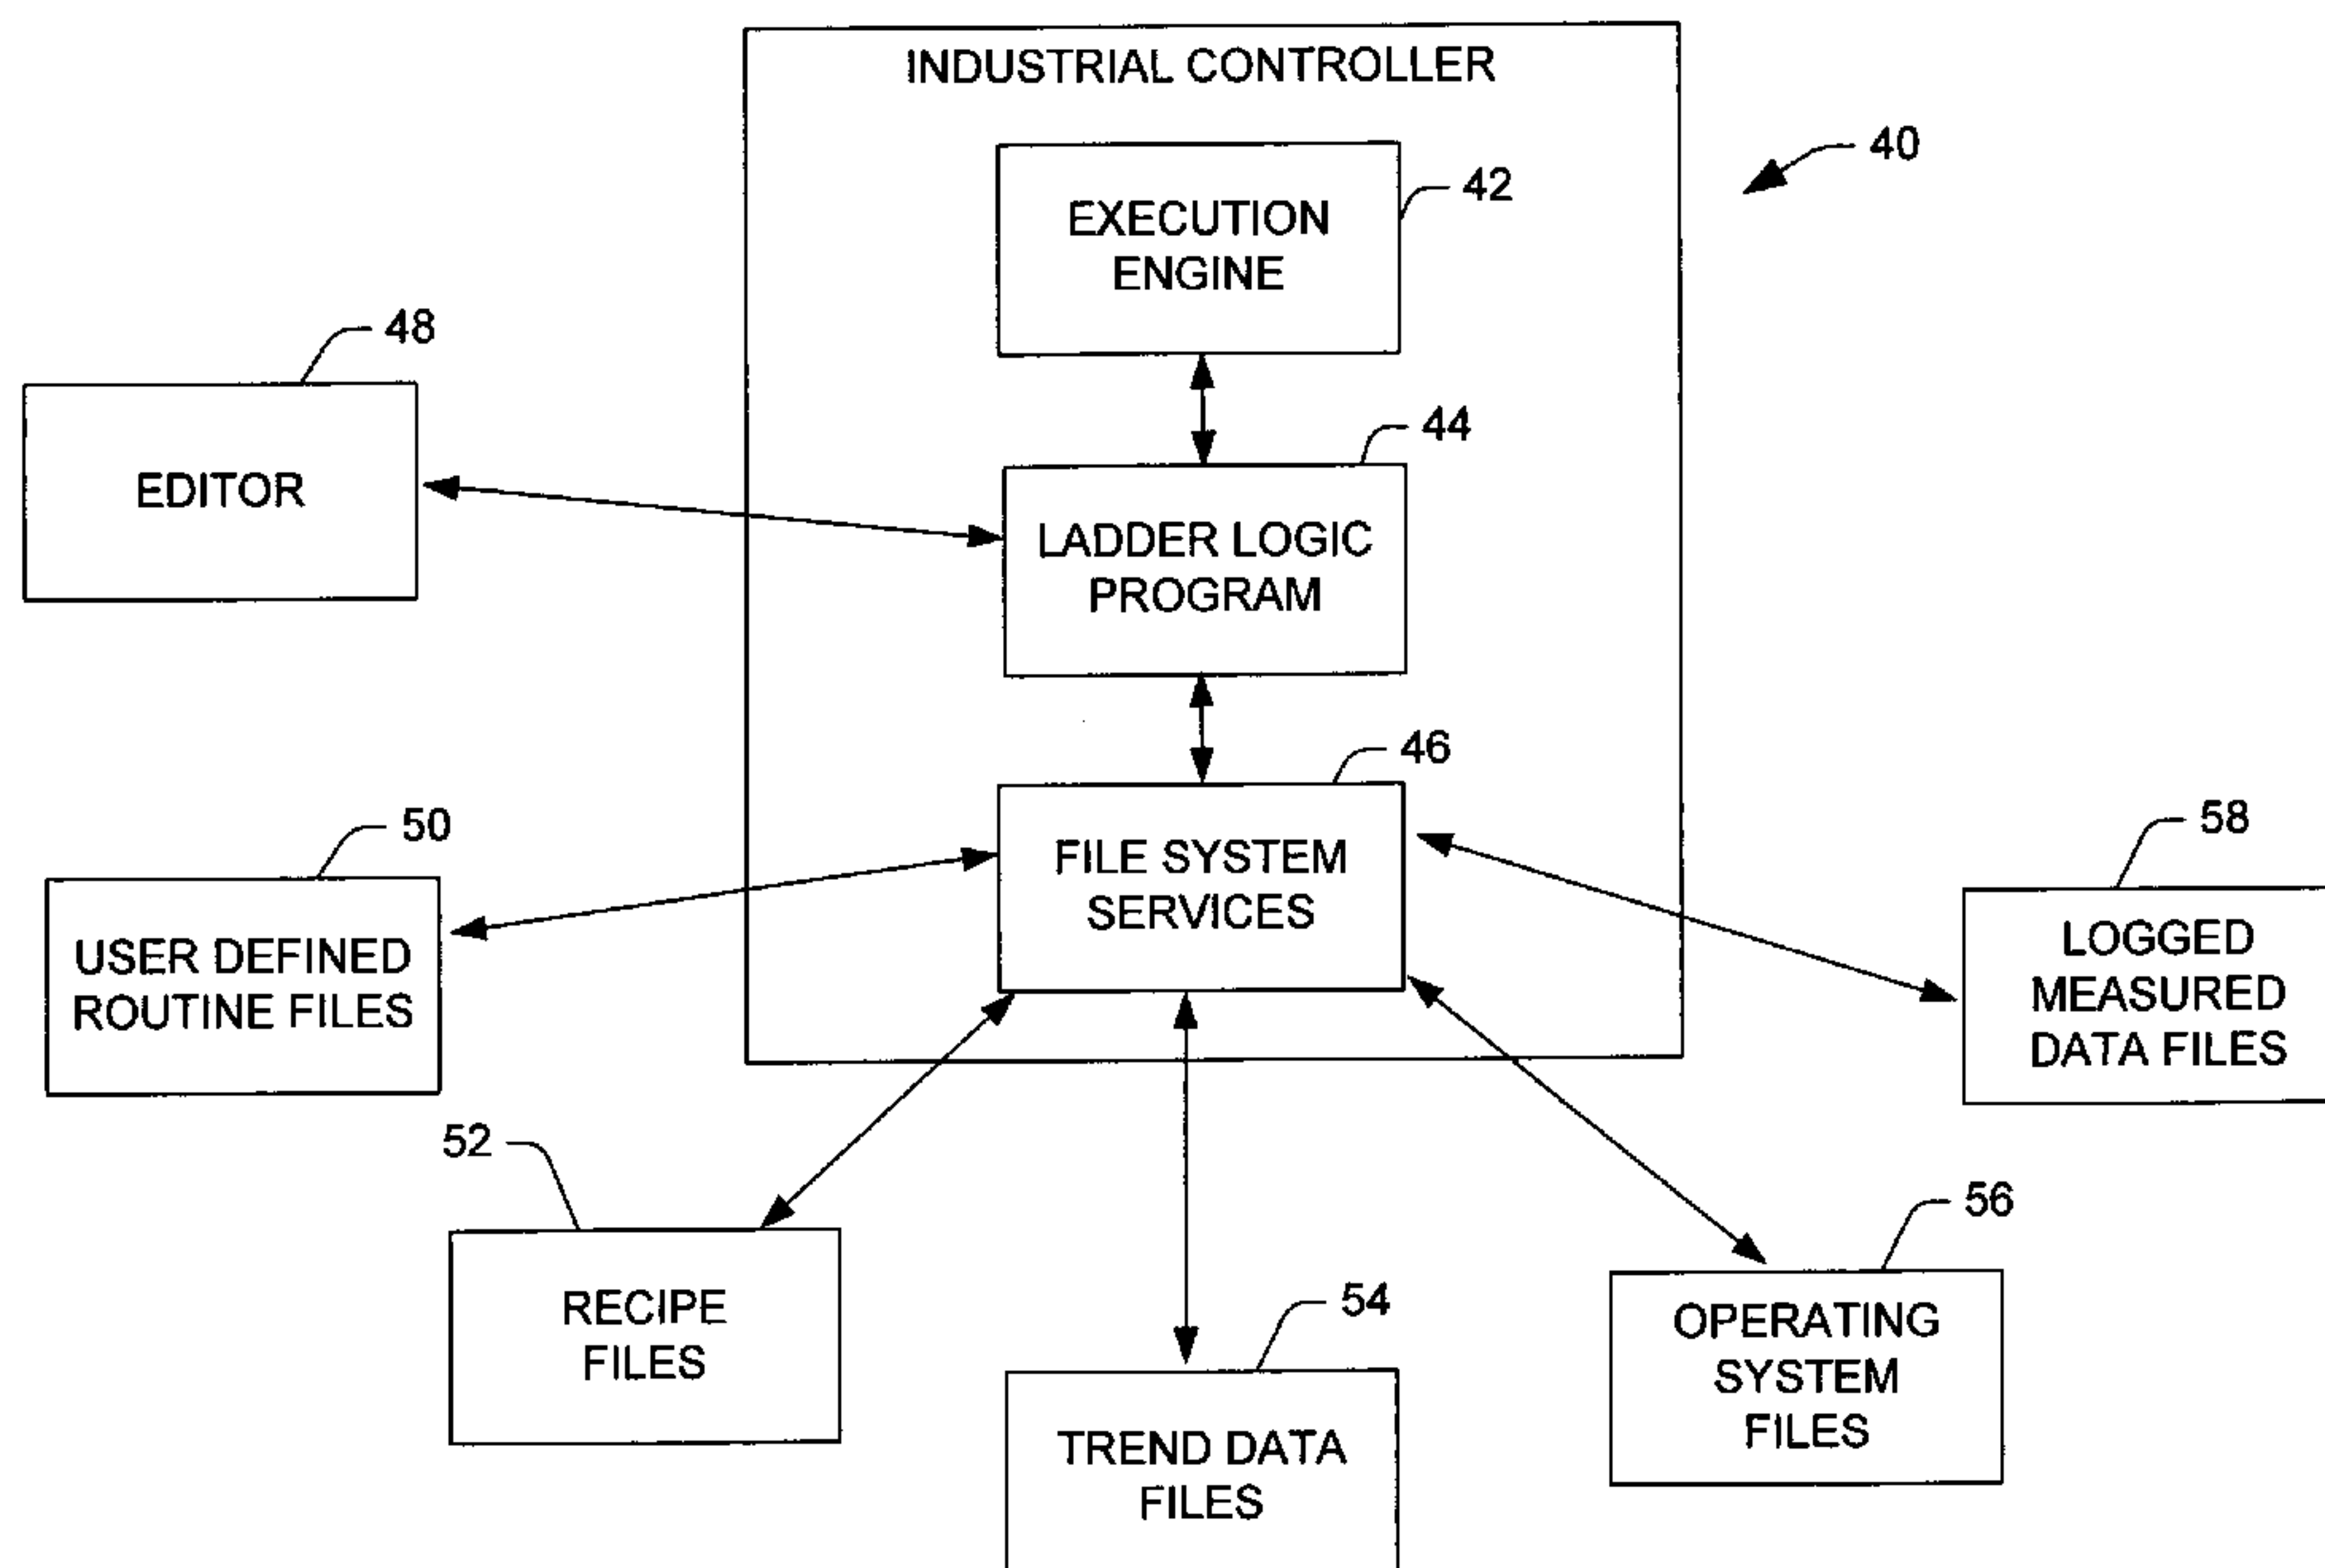 INDUSTRIAL CONTROLLER
40
42
EXECUTION
ENGINE
48
EDITOR
44
LADDER LOGIC
PROGRAM
46
FILE SYSTEM
SERVICES
50
USER DEFINED
ROUTINE FILES
58
LOGGED
MEASURED
DATA FILES
52
RECIPE
FILES
54
TREND DATA
FILES
56
OPERATING
SYSTEM
FILES